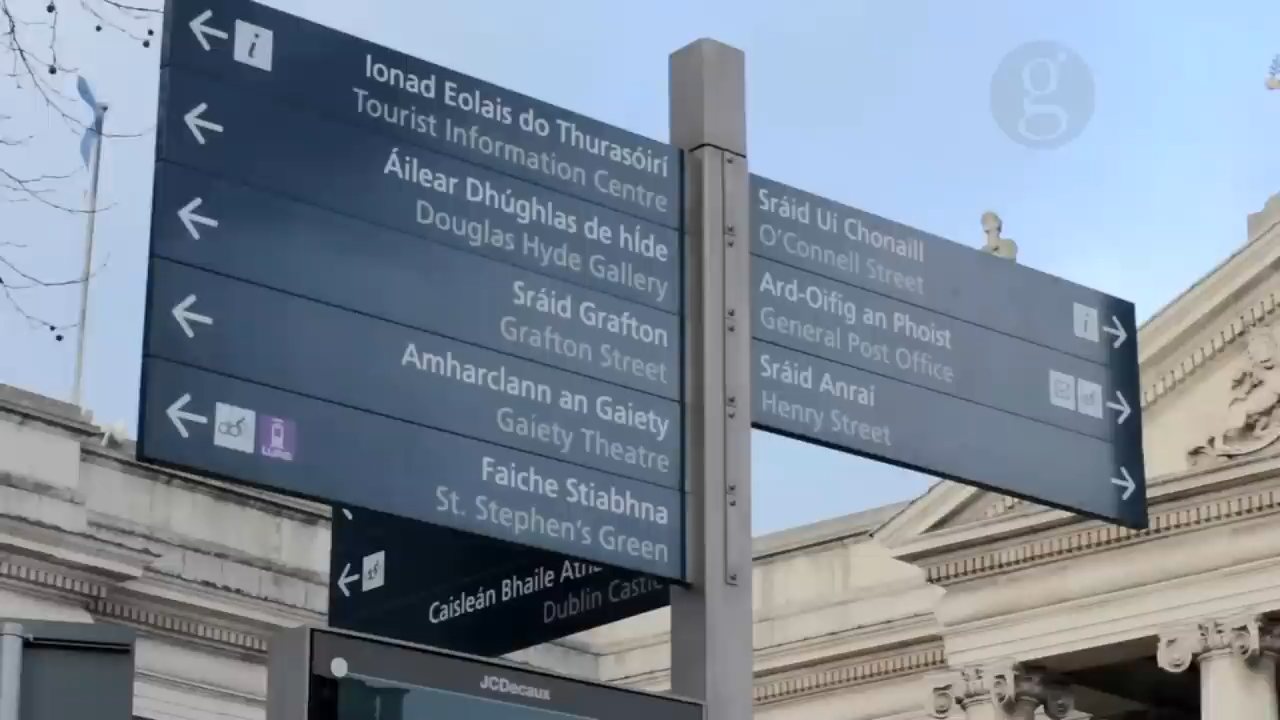 Ionad Eolais do Thurasóirí
Tourist Information Centre
Áilear Dhúghlas de híde
Douglas Hyde Gallery
Sráid Grafton
Grafton Street
Amharclann an Gaiety
Gaiety Theatre
Faiche Stiabhna
St. Stephen's Green
LUAS
Sráid Uí Chonaill
O'Connell Street
Ard-Oifig an Phoist
General Post Office
Sráid Anraí
Henry Street
Caisleán Bhaile
Dublin Castle
JCDecaux
g
i
i